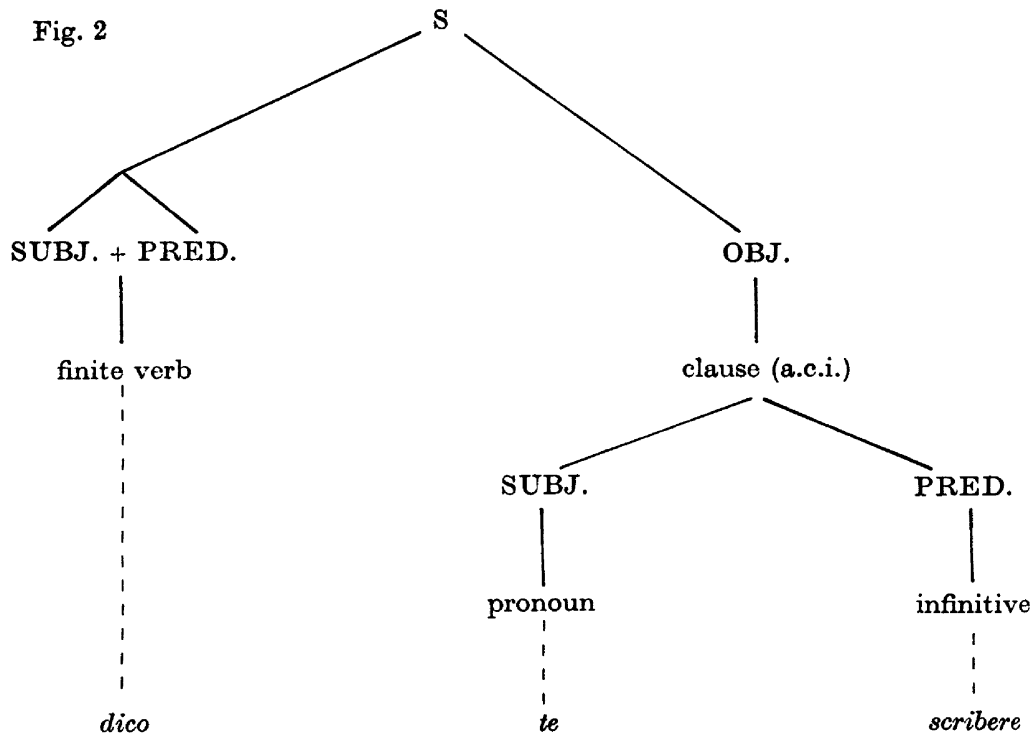 Fig. 2
S
SUBJ. + PRED. OBJ.
finite verb clause (a.c.i.)
SUBJ. PRED.
pronoun infinitive
dico te scribere